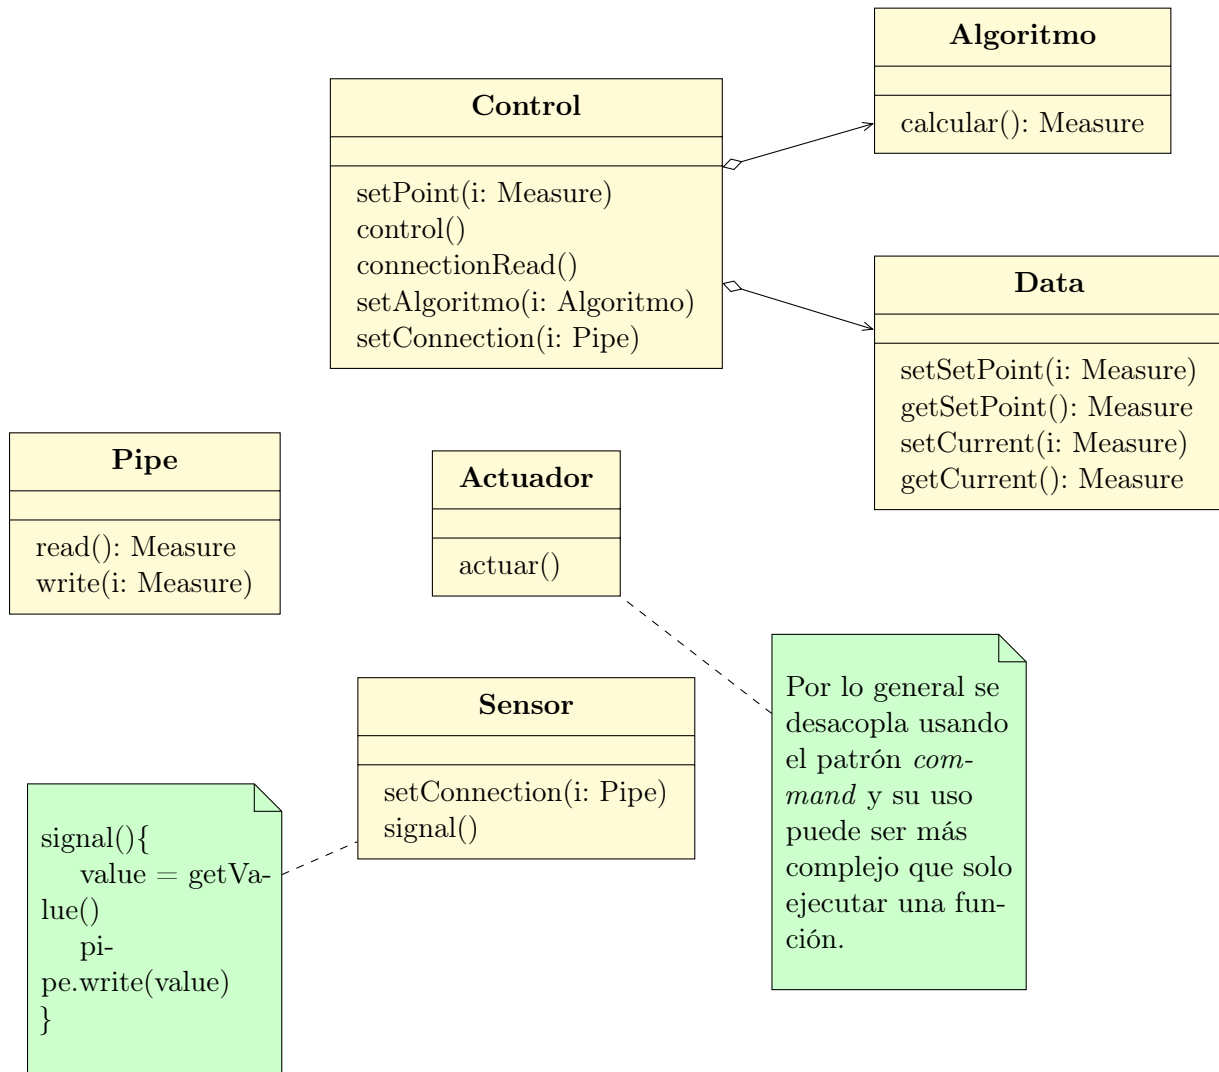 Algoritmo
calcular(): Measure
Control
setPoint(i: Measure)
control()
connectionRead()
setAlgoritmo(i: Algoritmo)
setConnection(i: Pipe)
Data
setSetPoint(i: Measure)
getSetPoint(): Measure
setCurrent(i: Measure)
getCurrent(): Measure
Pipe
read(): Measure
write(i: Measure)
Actuador
actuar()
Por lo general se
desacopla usando
el patrón com-
mand y su uso
puede ser más
complejo que solo
ejecutar una fun-
ción.
Sensor
setConnection(i: Pipe)
signal()
signal(){
value = getVa-
lue()
pi-
pe.write(value)
}